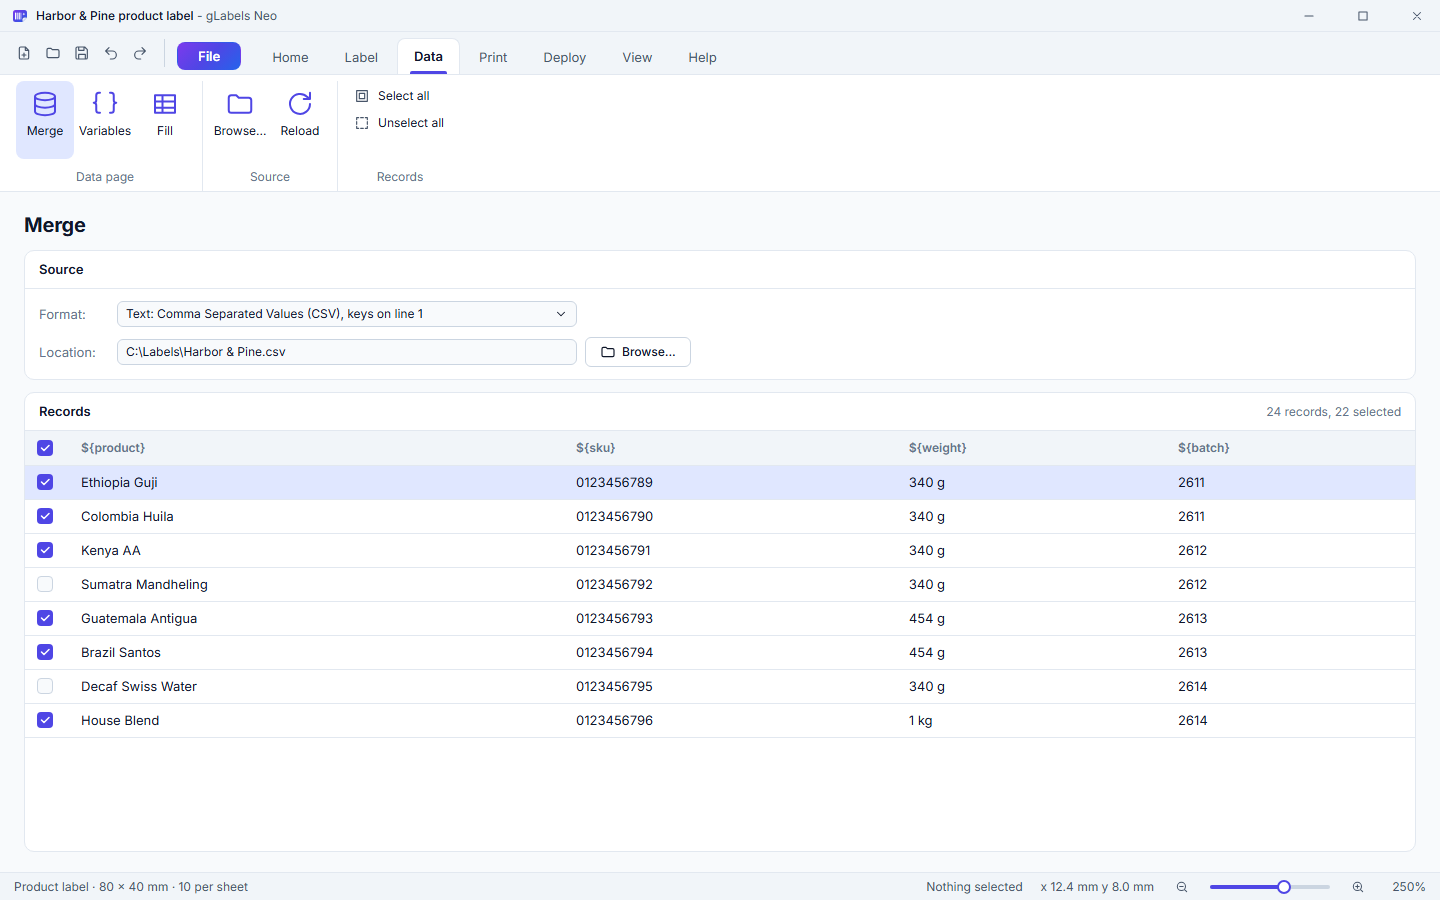 Harbor & Pine product label - gLabels Neo
File
Home
Label
Data
Print
Deploy
View
Help
Merge
Variables
Fill
Browse...
Reload
Select all
Unselect all
Data page
Source
Records
Merge
Source
Format:
Text: Comma Separated Values (CSV), keys on line 1
Location:
C:\Labels\Harbor & Pine.csv
Browse...
Records
24 records, 22 selected
${product} ${sku} ${weight} ${batch}
Ethiopia Guji 0123456789 340 g 2611
Colombia Huila 0123456790 340 g 2611
Kenya AA 0123456791 340 g 2612
Sumatra Mandheling 0123456792 340 g 2612
Guatemala Antigua 0123456793 454 g 2613
Brazil Santos 0123456794 454 g 2613
Decaf Swiss Water 0123456795 340 g 2614
House Blend 0123456796 1 kg 2614
Product label · 80 × 40 mm · 10 per sheet
Nothing selected
x 12.4 mm y 8.0 mm
250%